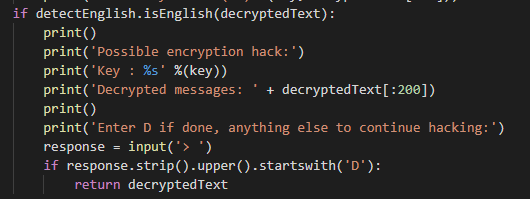 if detectEnglish.isEnglish(decryptedText):
    print()
    print('Possible encryption hack:')
    print('Key : %s' %(key))
    print('Decrypted messages: ' + decryptedText[:200])
    print()
    print('Enter D if done, anything else to continue hacking:')
    response = input('> ')
    if response.strip().upper().startswith('D'):
        return decryptedText